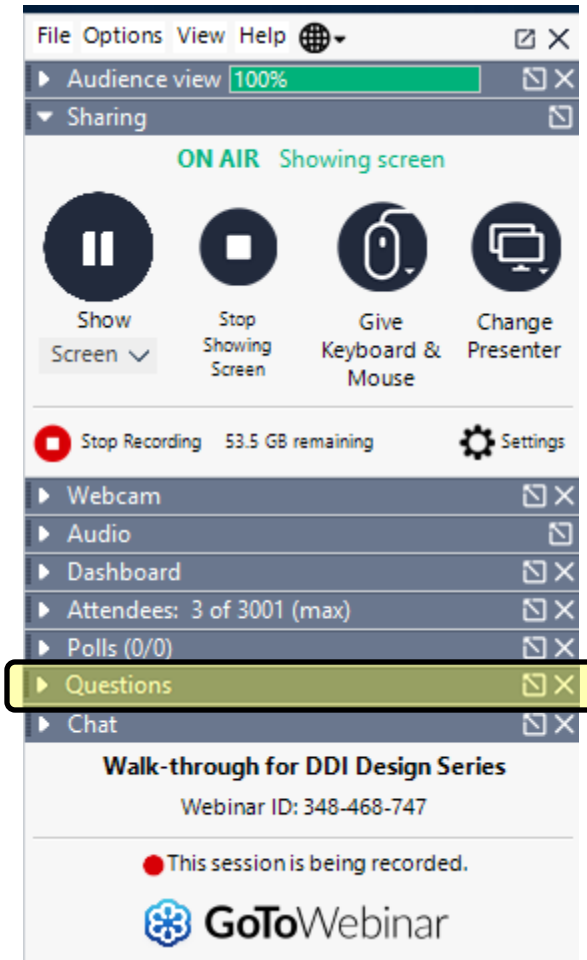 File Options View Help
Audience view 100%
Sharing
ON AIR Showing screen
Show
Screen
Stop
Showing
Screen
Give
Keyboard &
Mouse
Change
Presenter
Stop Recording 53.5 GB remaining Settings
Webcam
Audio
Dashboard
Attendees: 3 of 3001 (max)
Polls (0/0)
Questions
Chat
Walk-through for DDI Design Series
Webinar ID: 348-468-747
This session is being recorded.
GoToWebinar